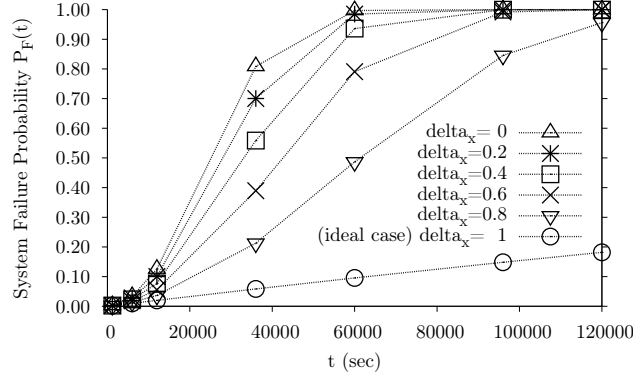 System Failure Probability P_F(t)
1.00
0.90
0.80
0.70
0.60
0.50
0.40
0.30
0.20
0.10
0.00
delta_x= 0
delta_x=0.2
delta_x=0.4
delta_x=0.6
delta_x=0.8
(ideal case) delta_x= 1
0 20000 40000 60000 80000 100000 120000
t (sec)